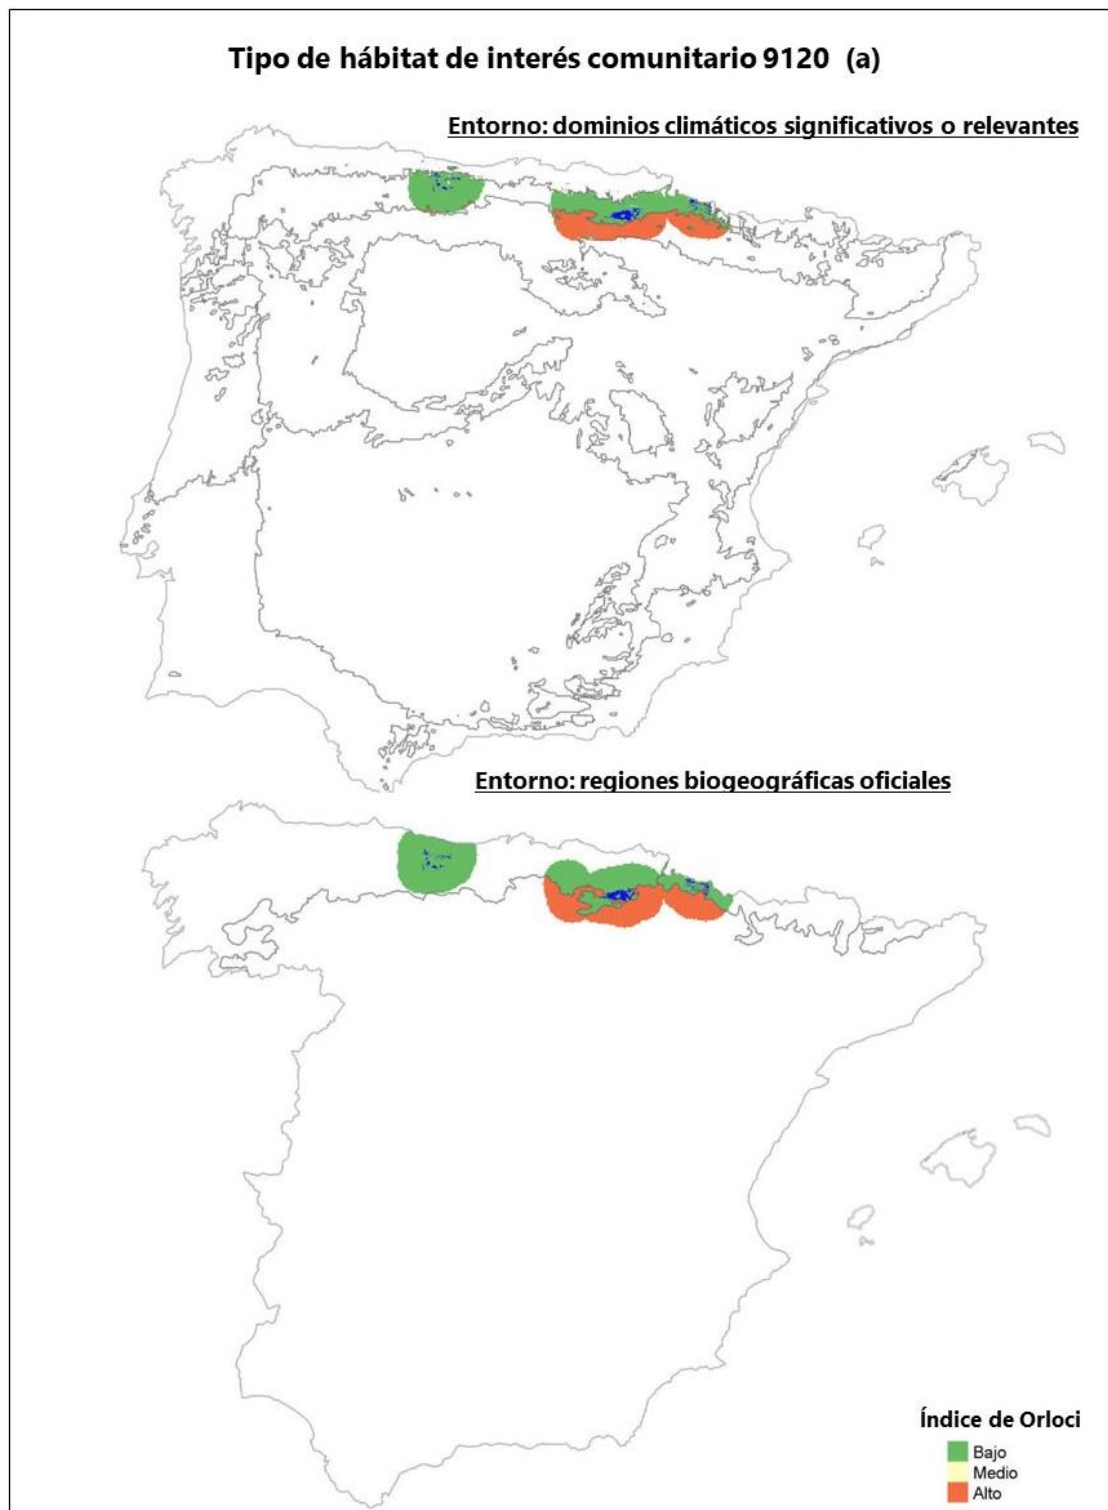 Tipo de hábitat de interés comunitario 9120 (a)
Entorno: dominios climáticos significativos o relevantes
Entorno: regiones biogeográficas oficiales
Índice de Orloci
Bajo
Medio
Alto